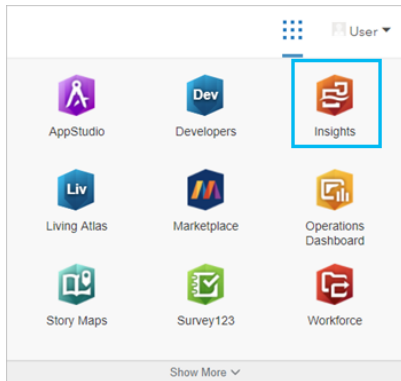 User
AppStudio
Dev
Developers
Insights
Liv
Living Atlas
Marketplace
Operations
Dashboard
Story Maps
Survey123
Workforce
Show More